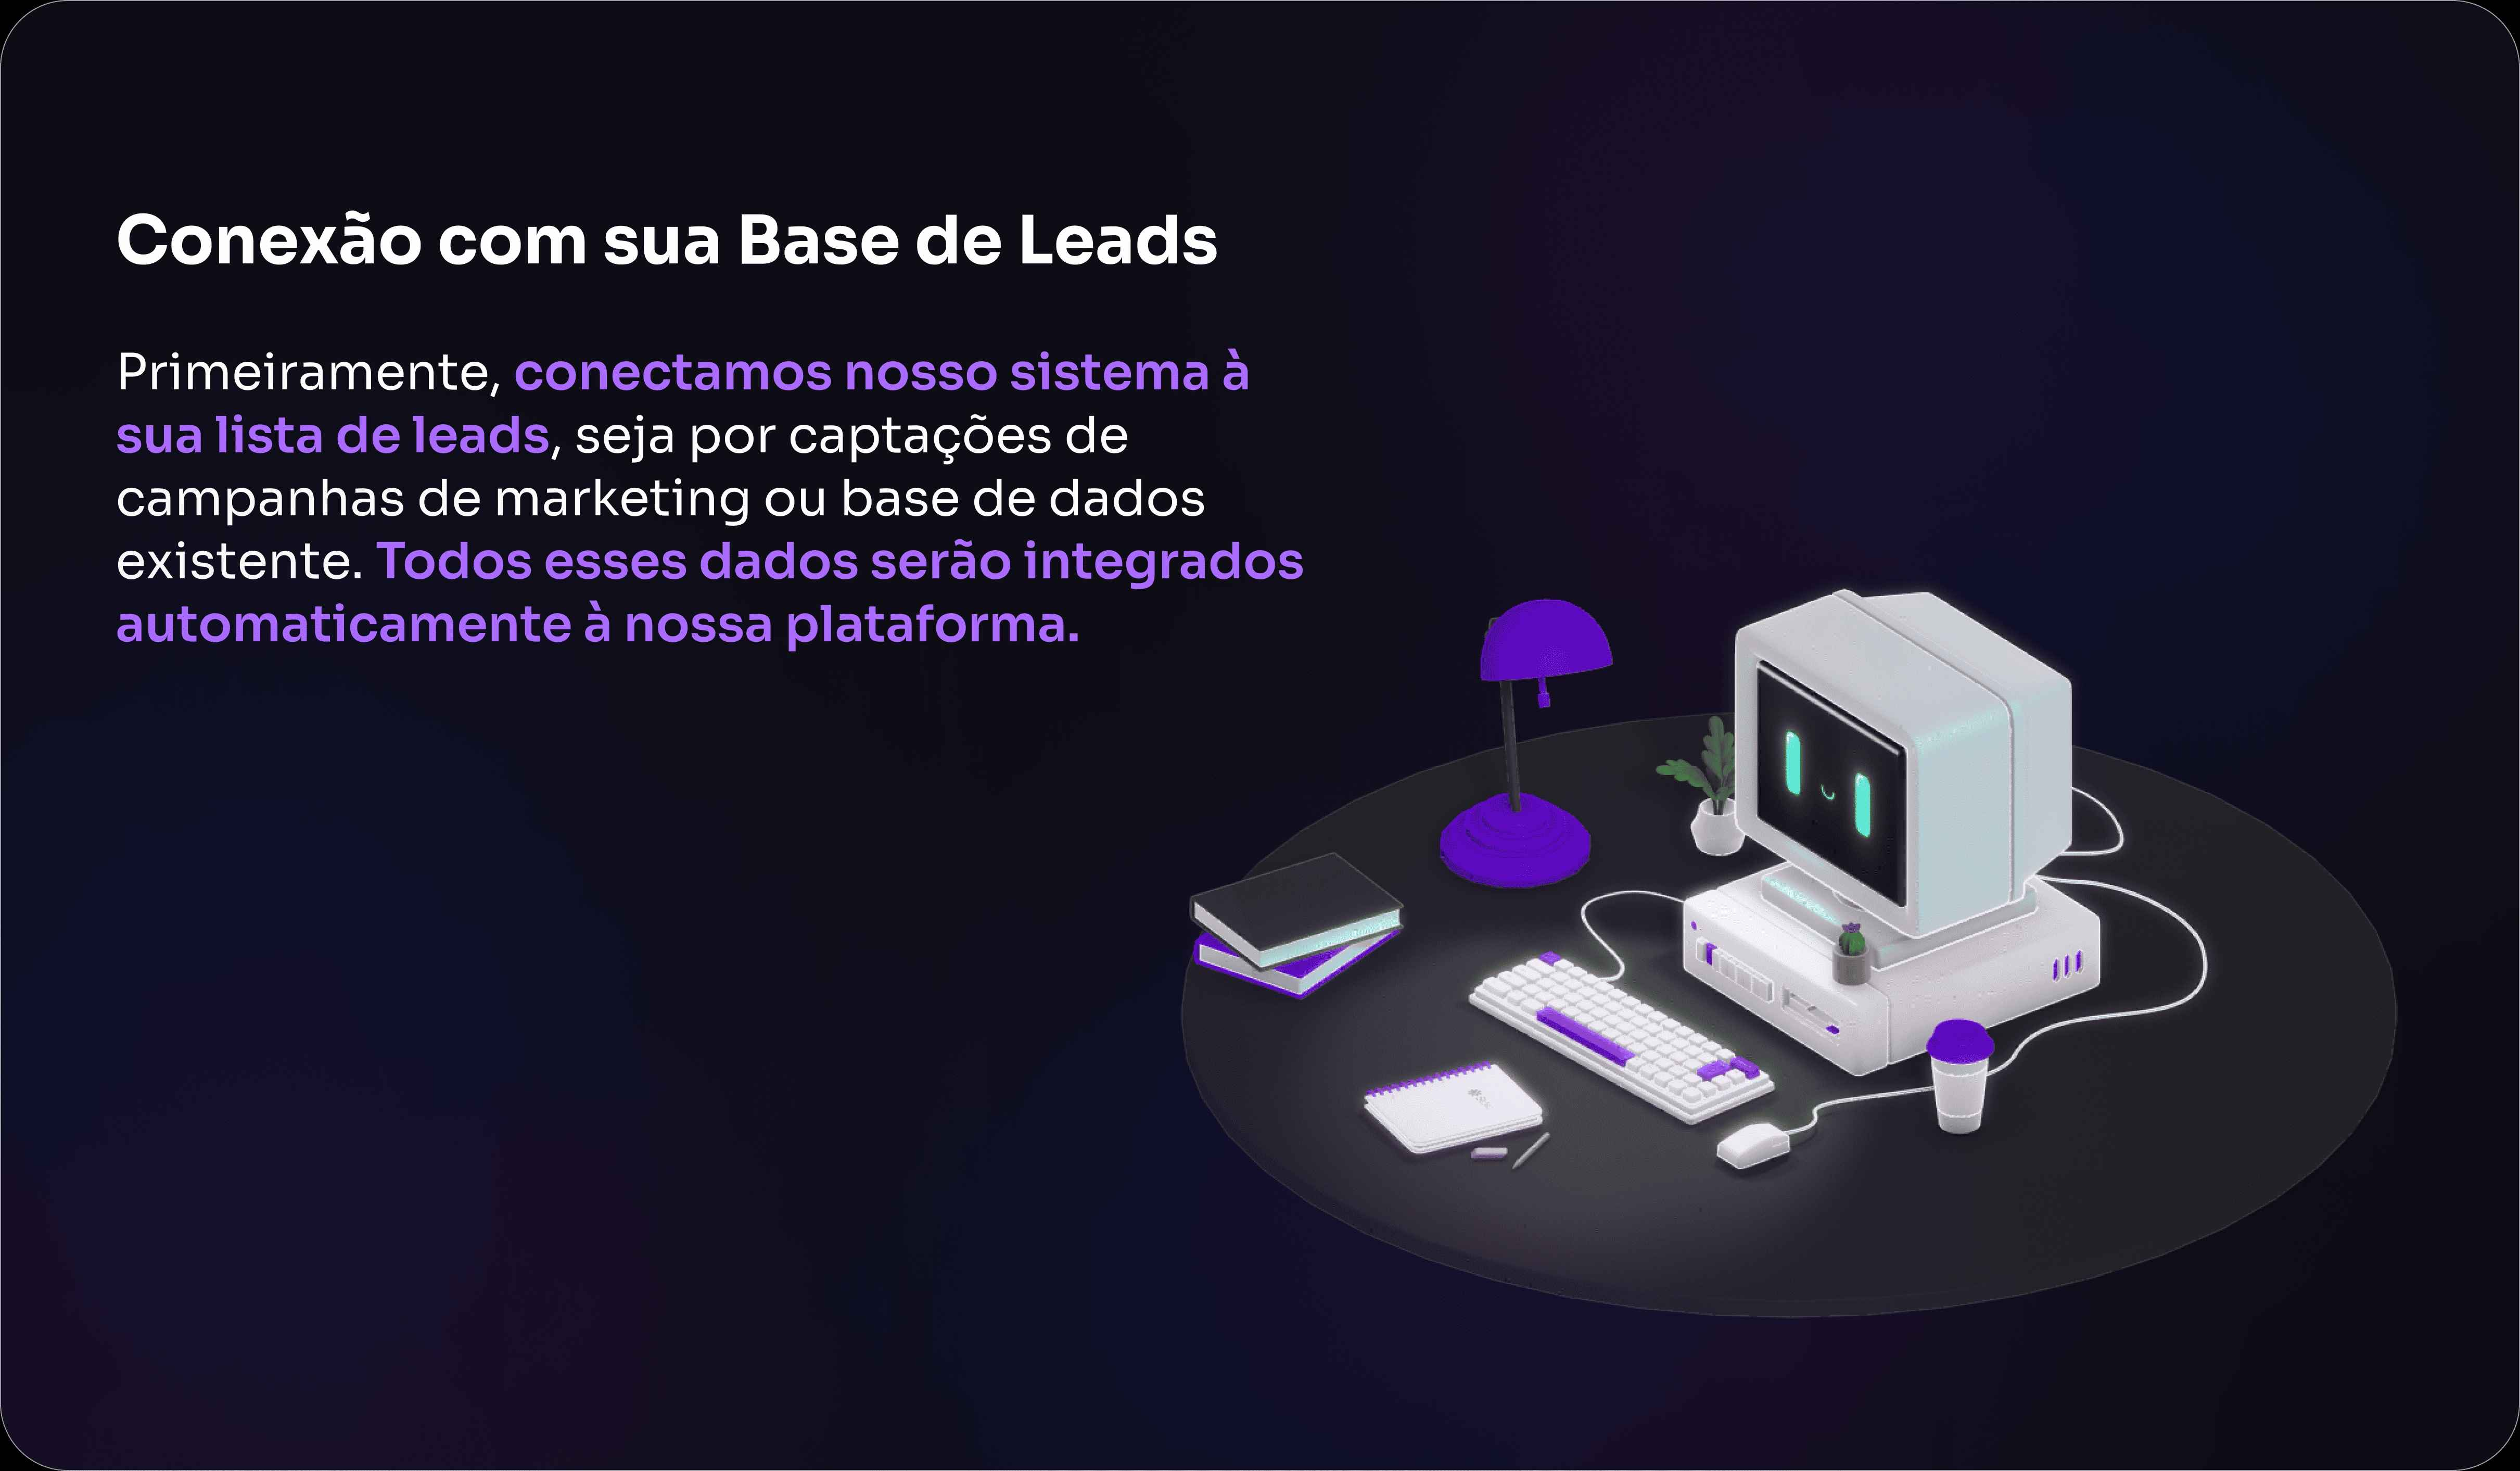 Conexão com sua Base de Leads
Primeiramente, conectamos nosso sistema à
sua lista de leads, seja por captações de
campanhas de marketing ou base de dados
existente. Todos esses dados serão integrados
automaticamente à nossa plataforma.